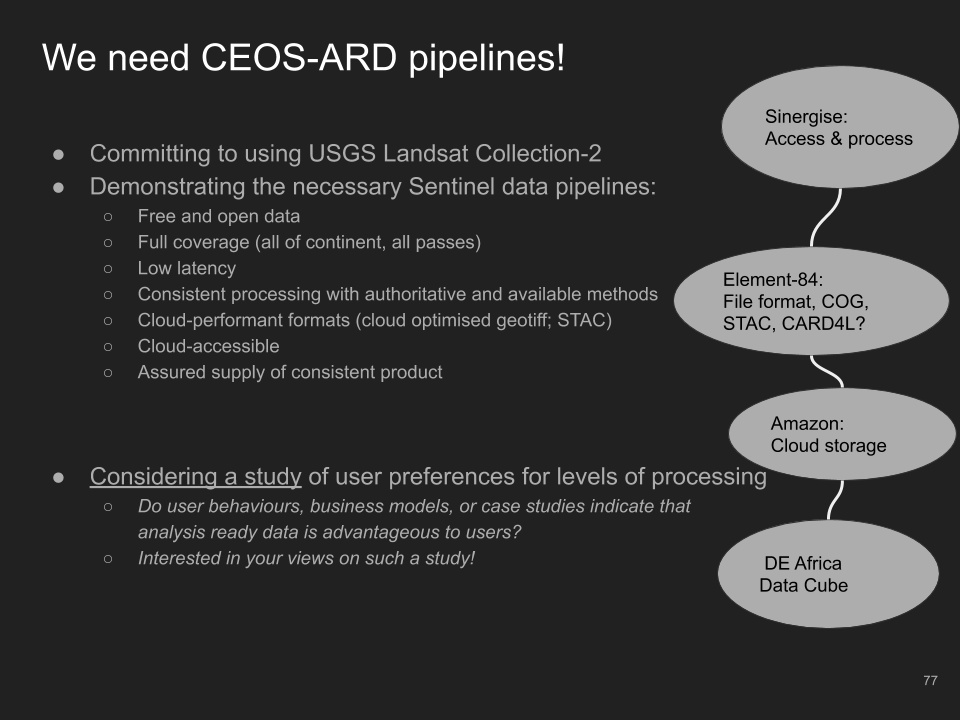 We need CEOS-ARD pipelines!
● Committing to using USGS Landsat Collection-2
● Demonstrating the necessary Sentinel data pipelines:
○ Free and open data
○ Full coverage (all of continent, all passes)
○ Low latency
○ Consistent processing with authoritative and available methods
○ Cloud-performant formats (cloud optimised geotiff; STAC)
○ Cloud-accessible
○ Assured supply of consistent product
● Considering a study of user preferences for levels of processing
○ Do user behaviours, business models, or case studies indicate that
analysis ready data is advantageous to users?
○ Interested in your views on such a study!
Sinergise:
Access & process
Element-84:
File format, COG,
STAC, CARD4L?
Amazon:
Cloud storage
DE Africa
Data Cube
77